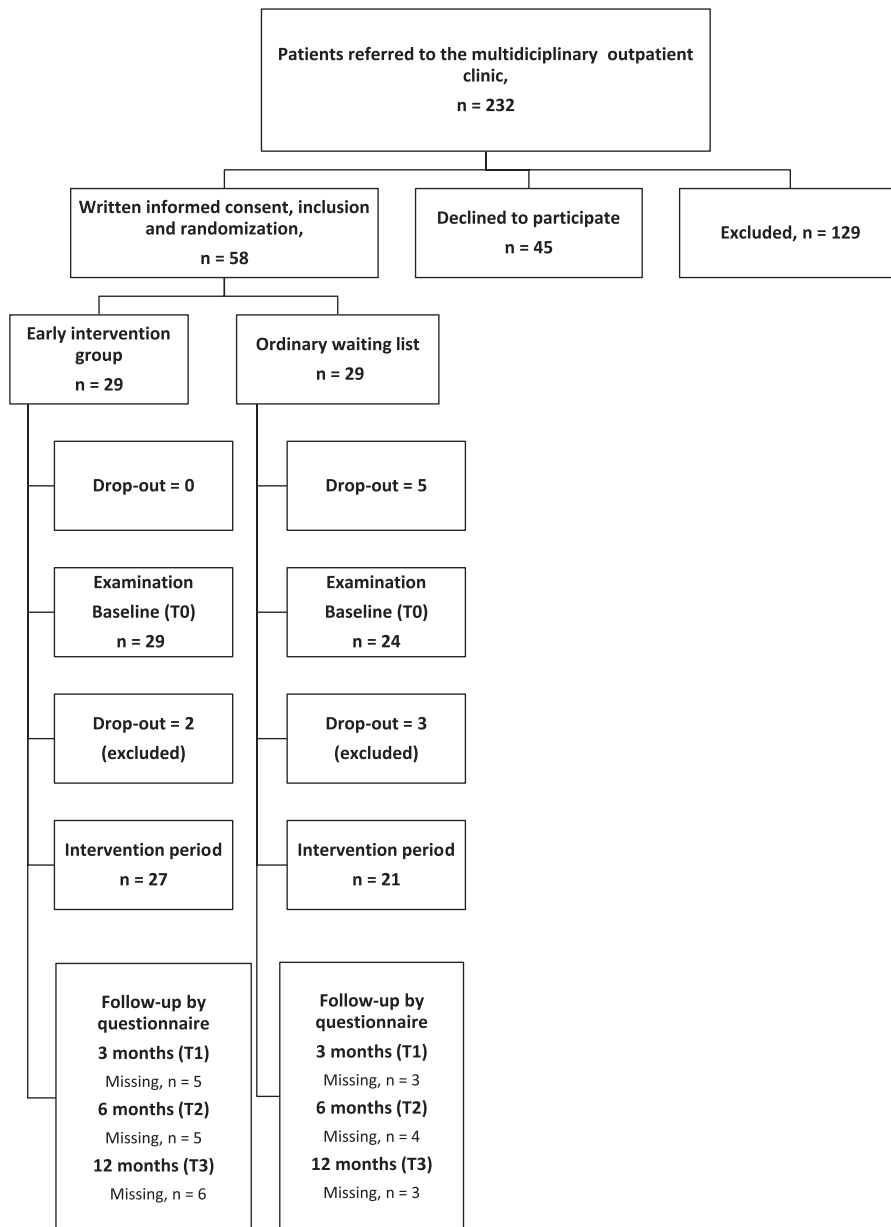 Patients referred to the multidiciplinary outpatient
clinic,
n = 232
Written informed consent, inclusion
and randomization,
n = 58
Declined to participate
n = 45
Excluded, n = 129
Early intervention
group
n = 29
Ordinary waiting list
n = 29
Drop-out = 0
Drop-out = 5
Examination
Baseline (T0)
n = 29
Examination
Baseline (T0)
n = 24
Drop-out = 2
(excluded)
Drop-out = 3
(excluded)
Intervention period
n = 27
Intervention period
n = 21
Follow-up by
questionnaire
3 months (T1)
Missing, n = 5
6 months (T2)
Missing, n = 5
12 months (T3)
Missing, n = 6
Follow-up by
questionnaire
3 months (T1)
Missing, n = 3
6 months (T2)
Missing, n = 4
12 months (T3)
Missing, n = 3